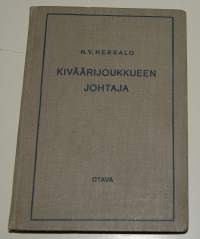 N.V. HERSALO
KIVÄÄRIJOUKKUEEN
JOHTAJA
OTAVA